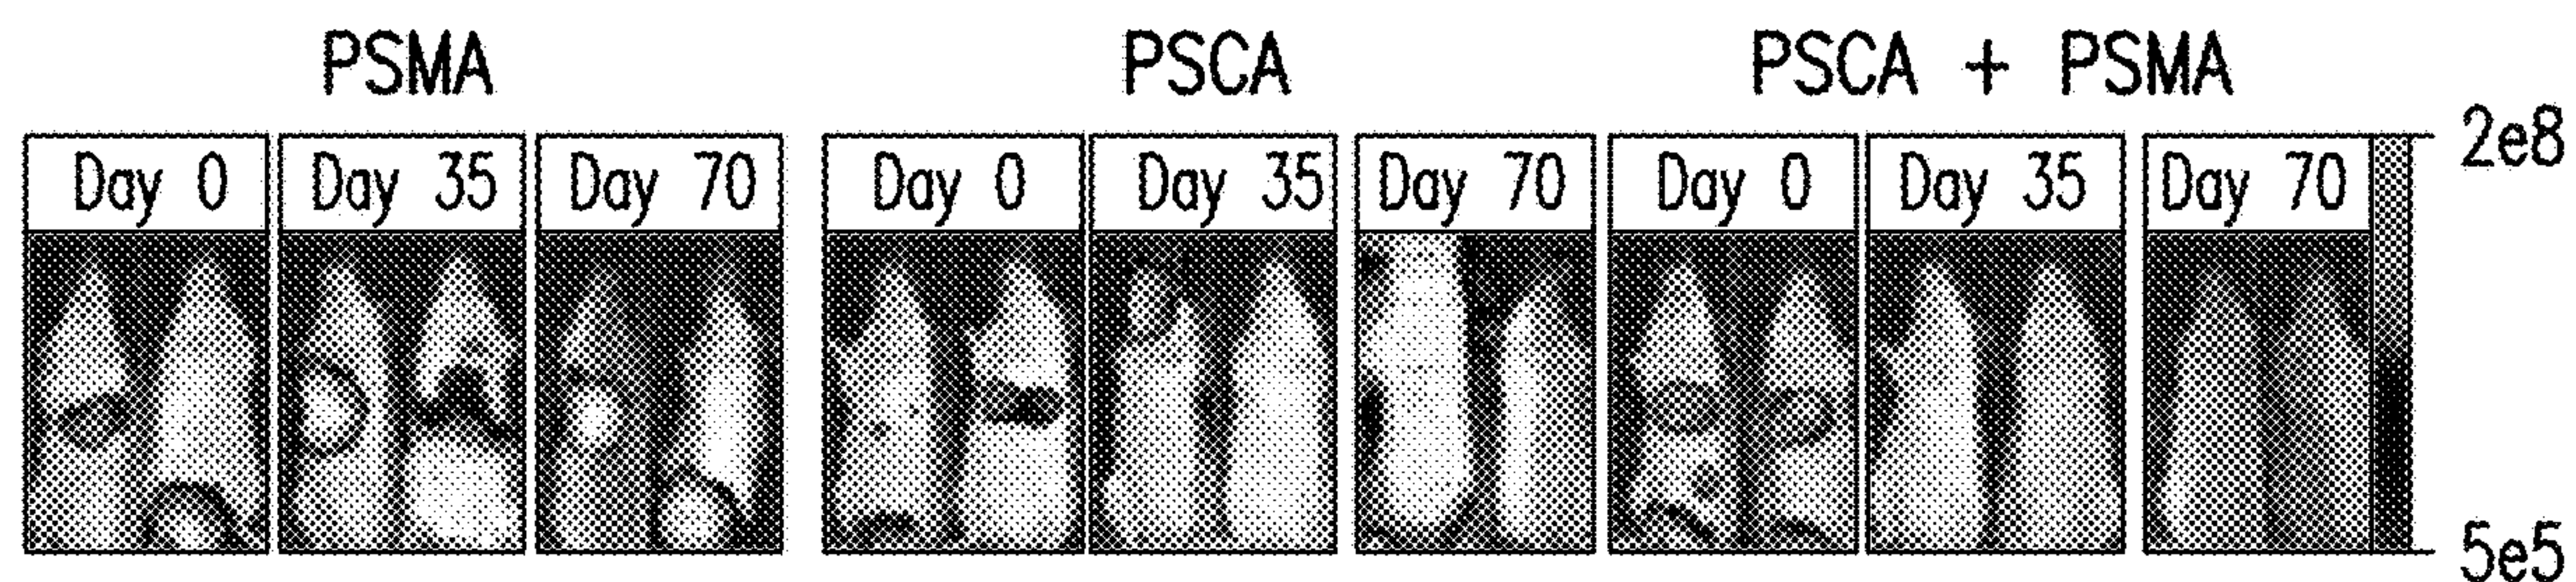 PSMA PSCA PSCA + PSMA
2e8
Day 0 Day 35 Day 70 Day 0 Day 35 Day 70 Day 0 Day 35 Day 70
5e5